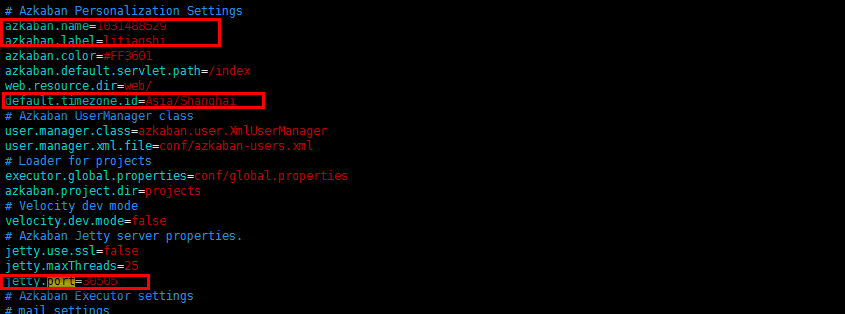 # Azkaban Personalization Settings
azkaban.name=1031488529
azkaban.label=litianshi
azkaban.color=#FF3601
azkaban.default.servlet.path=/index
web.resource.dir=web/
default.timezone.id=Asia/Shanghai
# Azkaban UserManager class
user.manager.class=azkaban.user.XmlUserManager
user.manager.xml.file=conf/azkaban-users.xml
# Loader for projects
executor.global.properties=conf/global.properties
azkaban.project.dir=projects
# Velocity dev mode
velocity.dev.mode=false
# Azkaban Jetty server properties.
jetty.use.ssl=false
jetty.maxThreads=25
jetty.port=30505
# Azkaban Executor settings
# mail settings